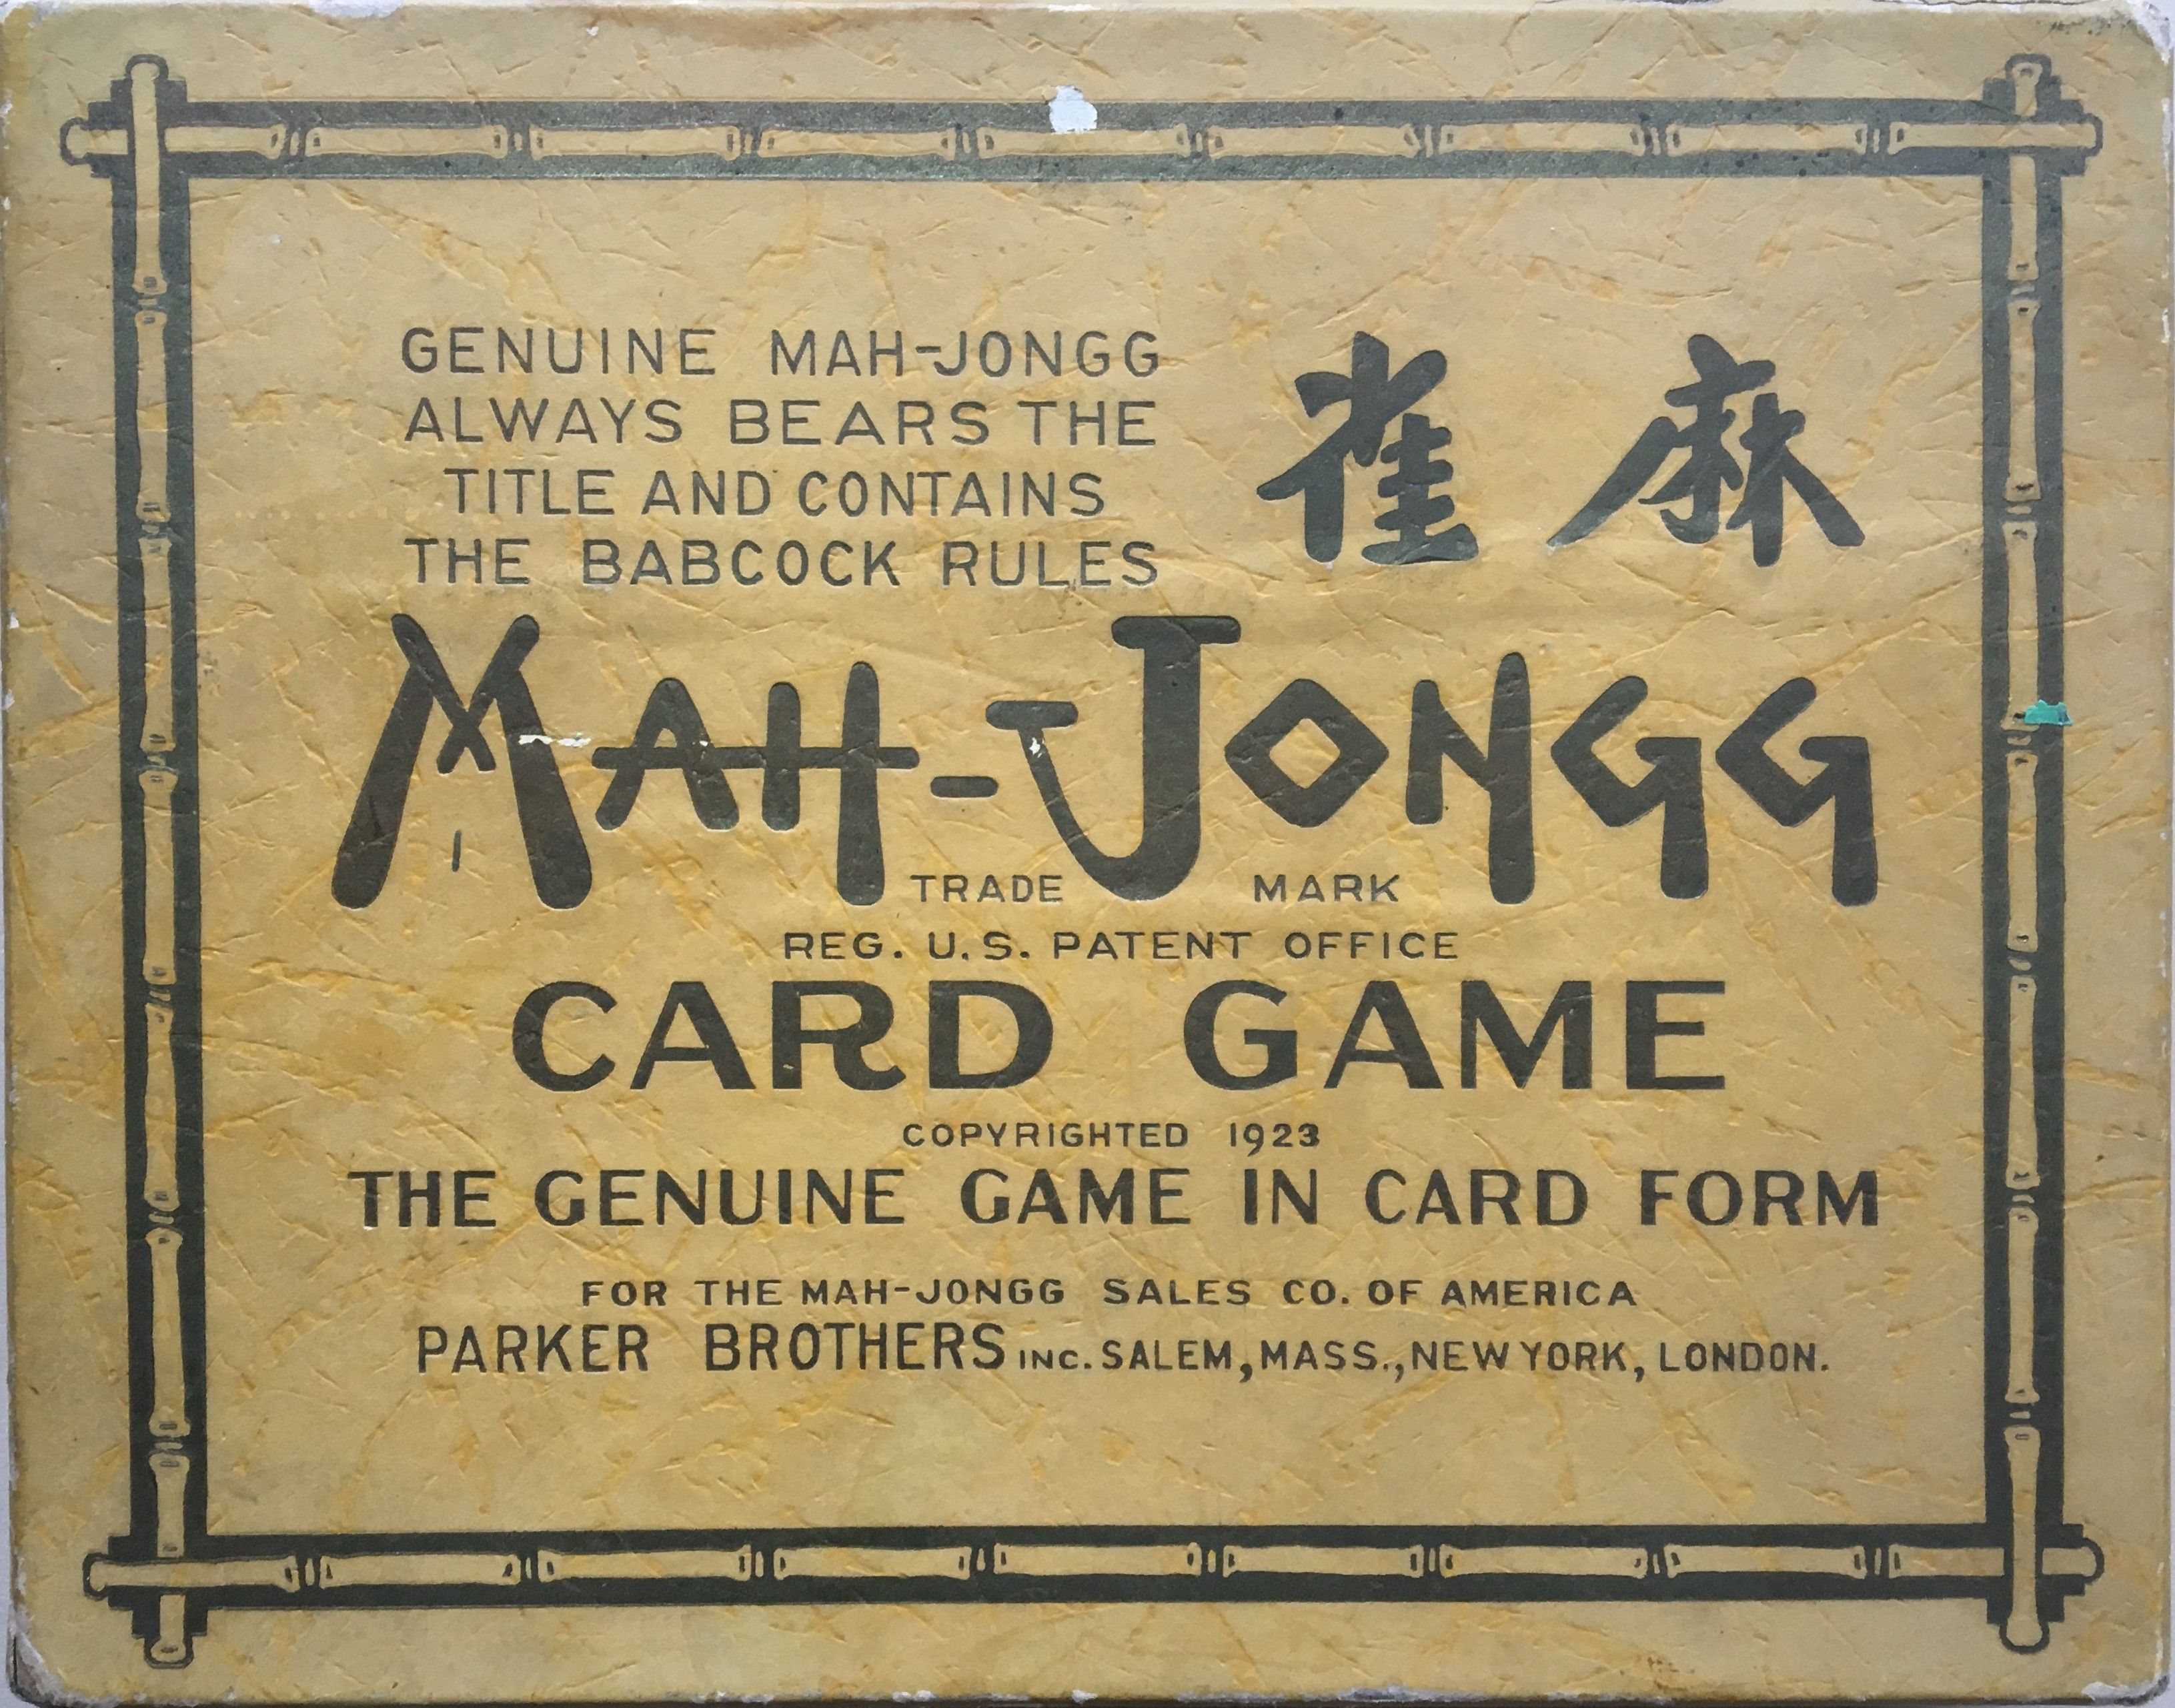 GENUINE MAH-JONGG
ALWAYS BEARS THE
TITLE AND CONTAINS
THE BABCOCK RULES
雀麻
MAH-JONGG
TRADE MARK
REG. U.S. PATENT OFFICE
CARD GAME
COPYRIGHTED 1923
THE GENUINE GAME IN CARD FORM
FOR THE MAH-JONGG SALES CO. OF AMERICA
PARKER BROTHERS INC. SALEM, MASS., NEW YORK, LONDON.